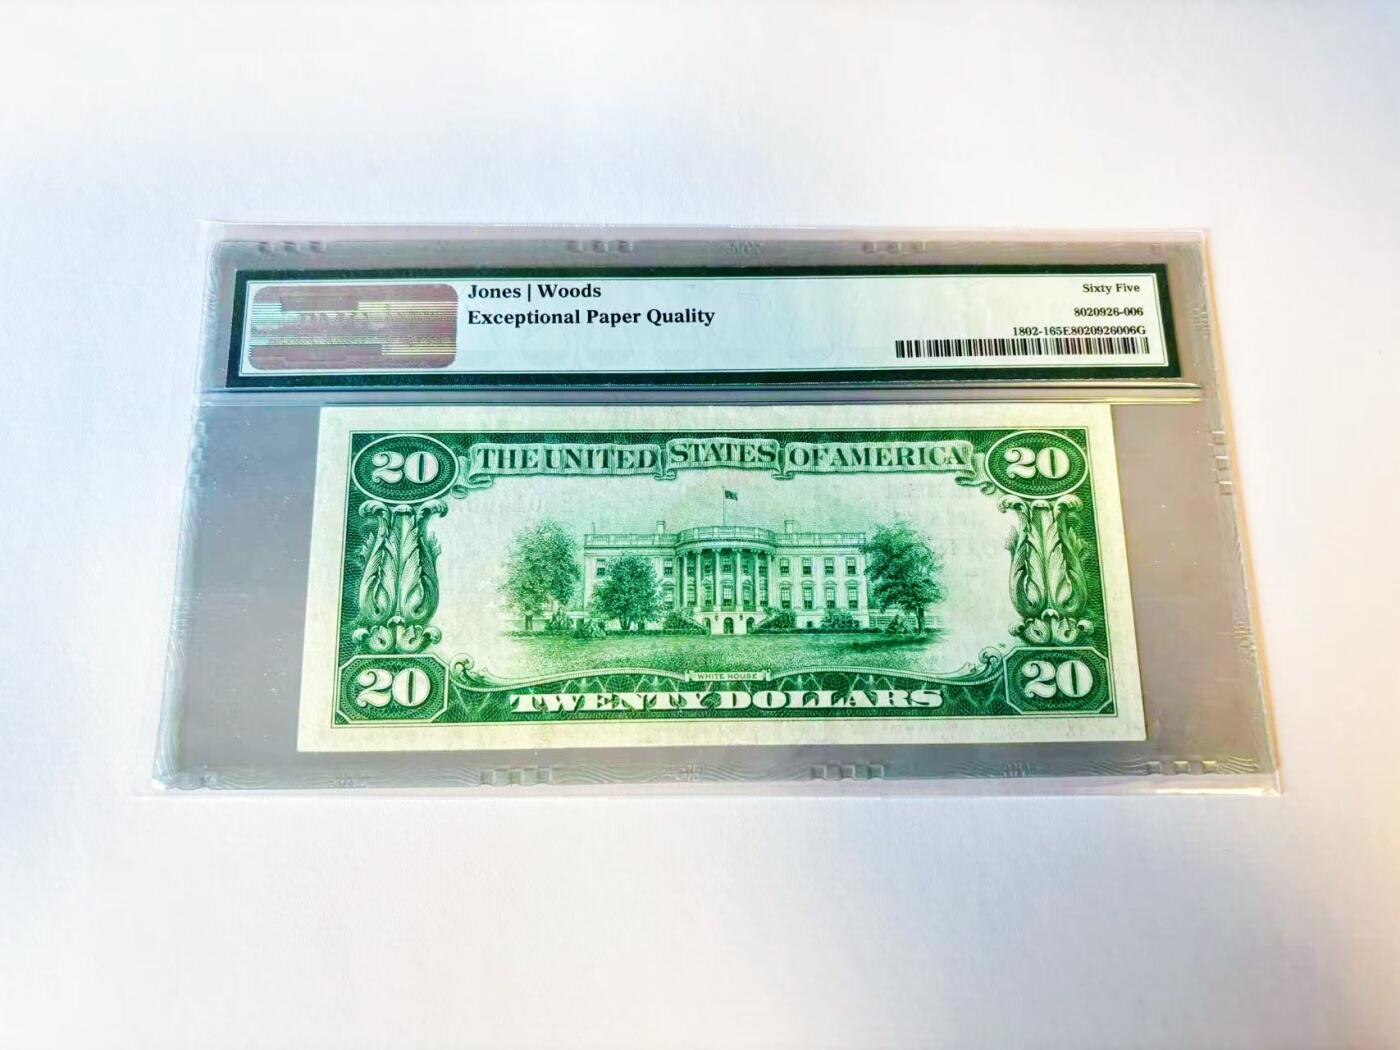 Jones | Woods
Exceptional Paper Quality
Sixty Five
8020926-006
1802-165E8020926006G
20 THE UNITED STATES OF AMERICA 20
WHITE HOUSE
20 TWENTY DOLLARS 20